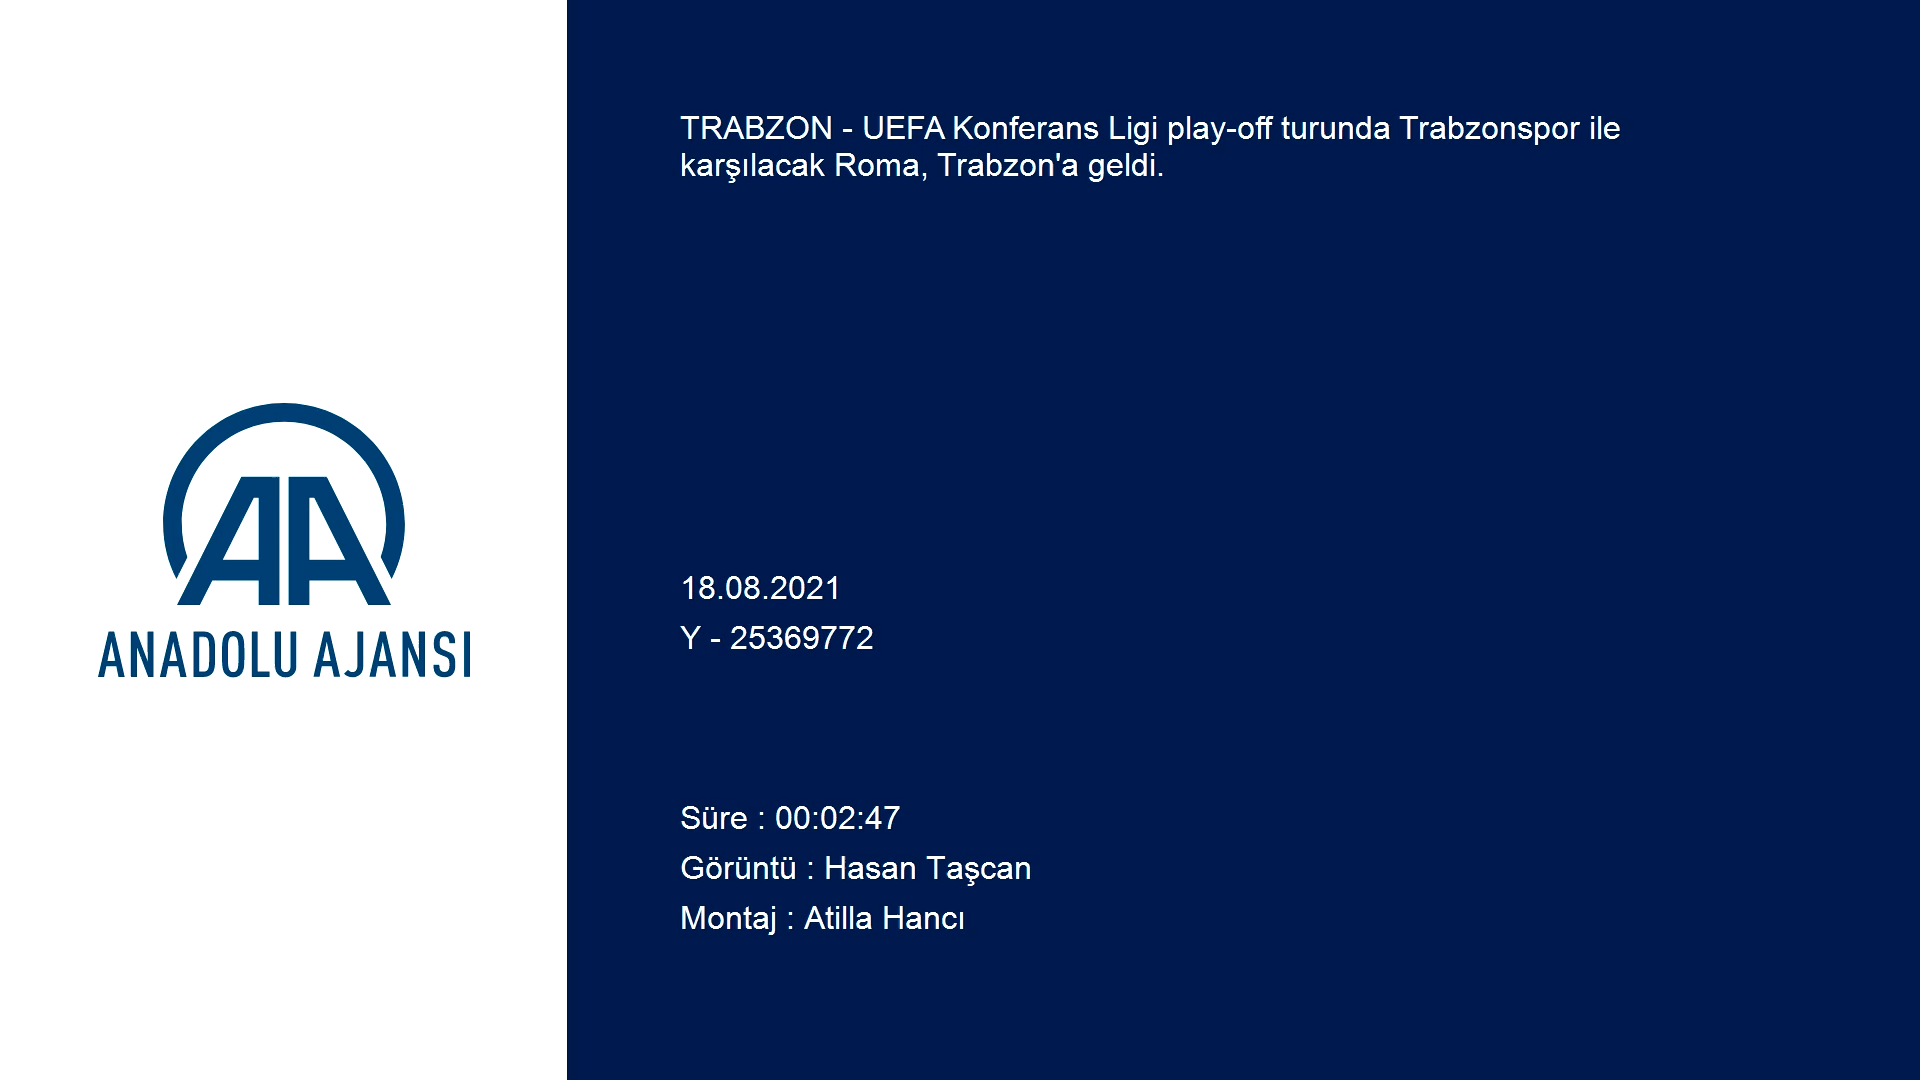 TRABZON - UEFA Konferans Ligi play-off turunda Trabzonspor ile
karşılacak Roma, Trabzon'a geldi.
AA
ANADOLU AJANSI
18.08.2021
Y - 25369772
Süre : 00:02:47
Görüntü : Hasan Taşcan
Montaj : Atilla Hancı